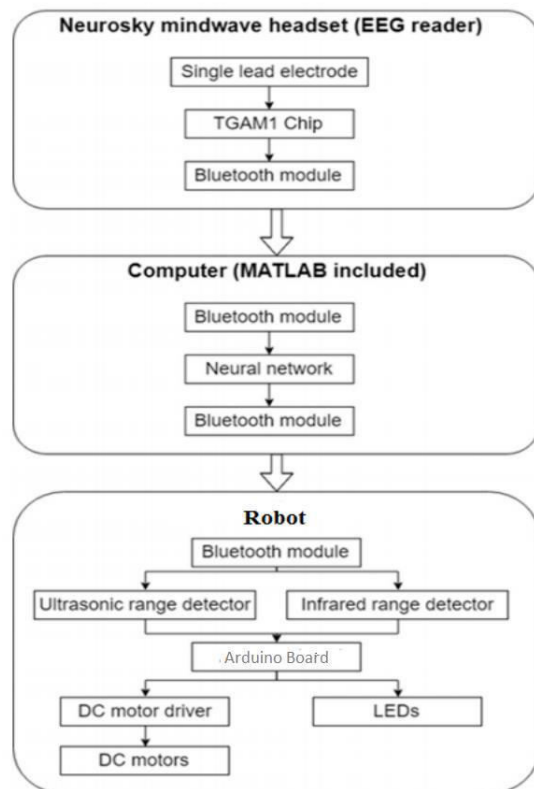 Neurosky mindwave headset (EEG reader)
Single lead electrode
TGAM1 Chip
Bluetooth module
Computer (MATLAB included)
Bluetooth module
Neural network
Bluetooth module
Robot
Bluetooth module
Ultrasonic range detector
Infrared range detector
Arduino Board
DC motor driver
LEDs
DC motors